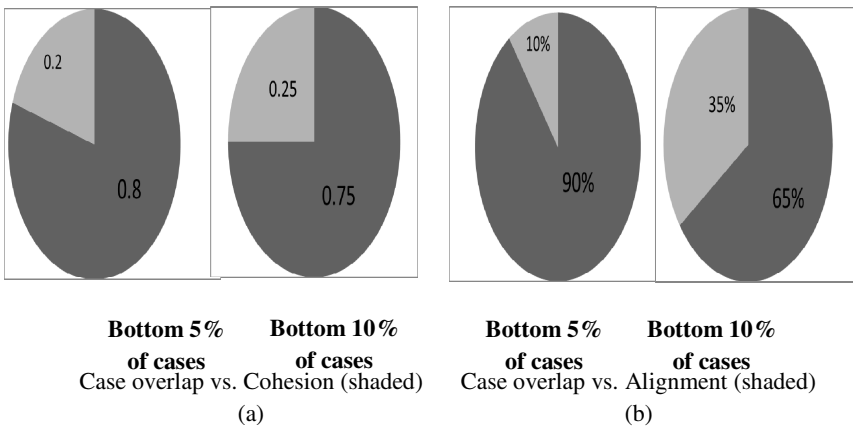 0.2
0.8
0.25
0.75
10%
90%
35%
65%
Bottom 5%
of cases
Bottom 10%
of cases
Case overlap vs. Cohesion (shaded)
(a)
Bottom 5%
of cases
Bottom 10%
of cases
Case overlap vs. Alignment (shaded)
(b)